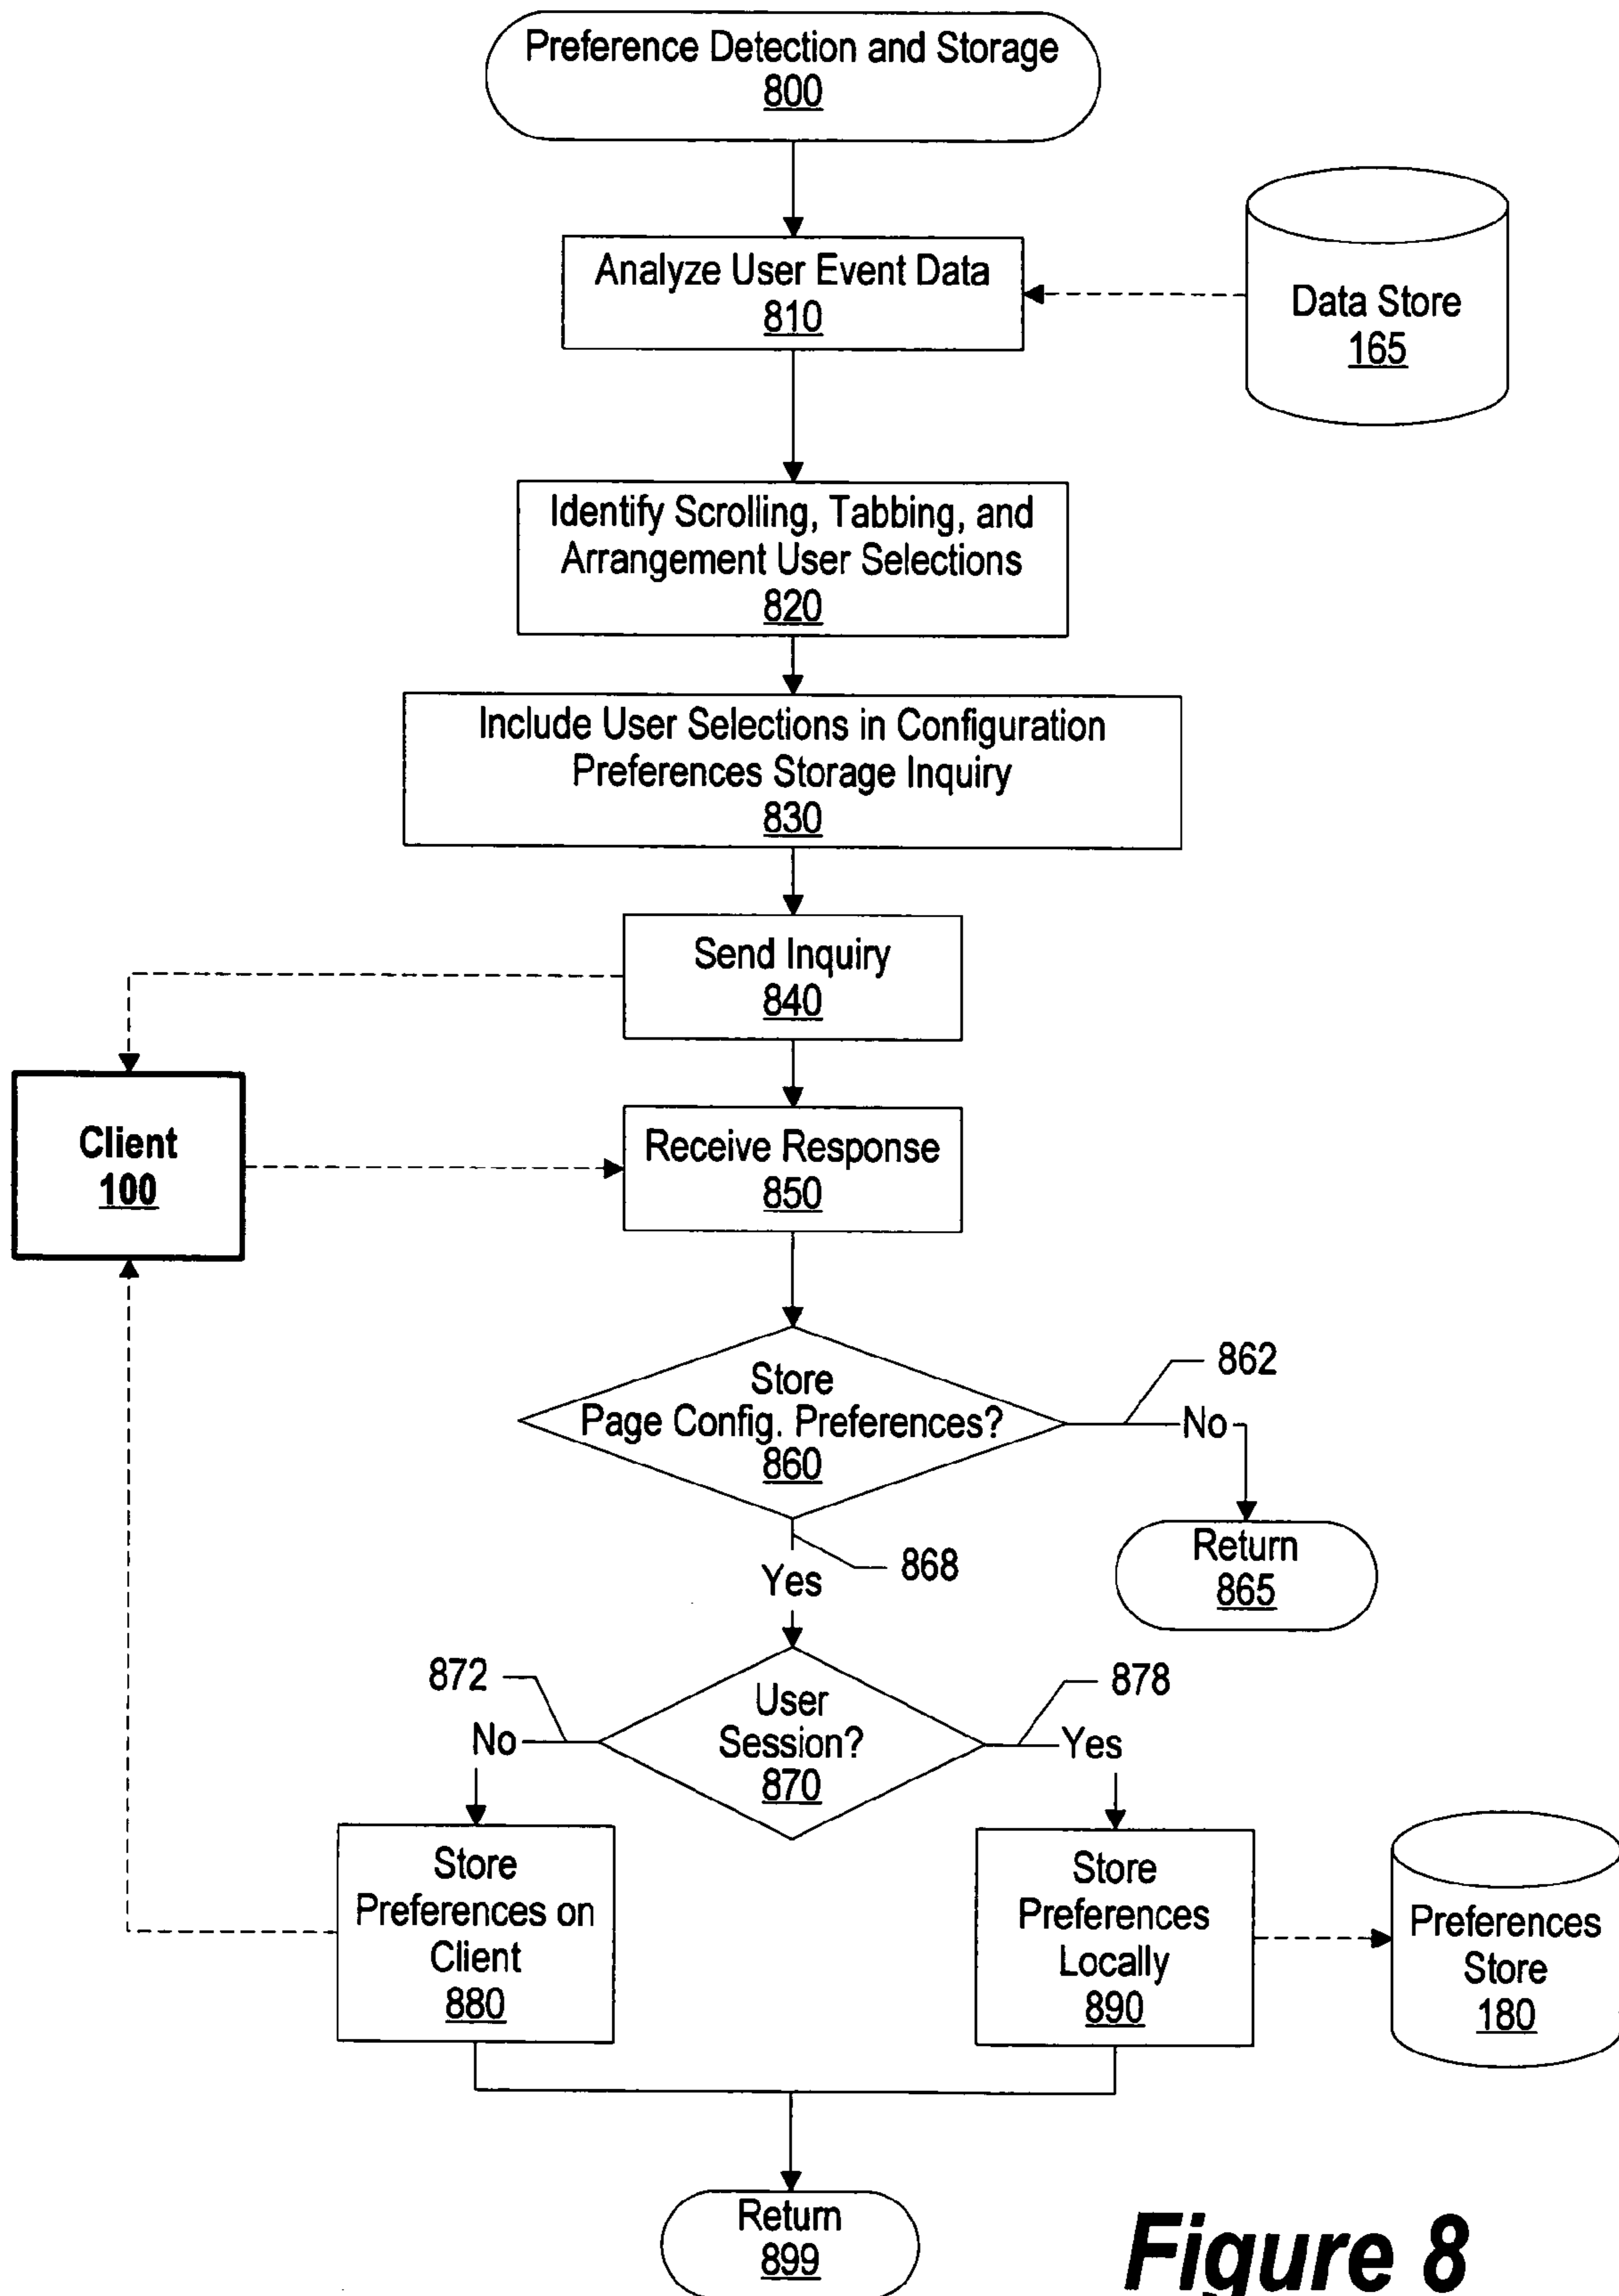 Preference Detection and Storage
800
Analyze User Event Data
810
Data Store
165
Identify Scrolling, Tabbing, and
Arrangement User Selections
820
Include User Selections in Configuration
Preferences Storage Inquiry
830
Send Inquiry
840
Client
100
Receive Response
850
Store
Page Config. Preferences?
860
862
No
Return
865
868
Yes
872
No
User
Session?
870
878
Yes
Store
Preferences on
Client
880
Store
Preferences
Locally
890
Preferences
Store
180
Return
899
Figure 8